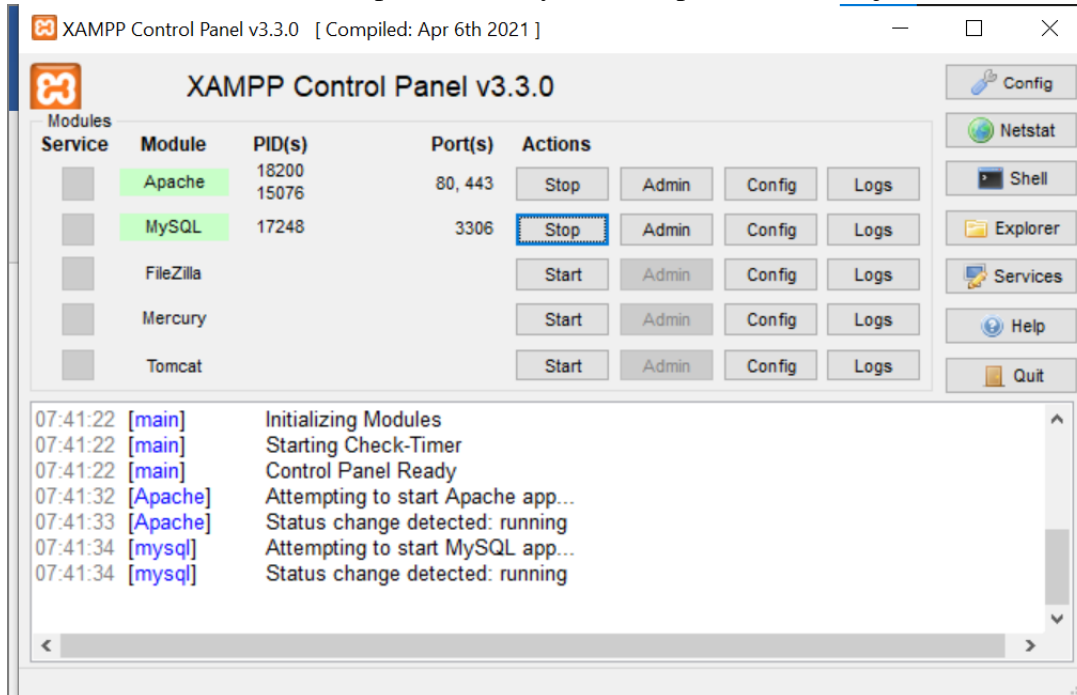 XAMPP Control Panel v3.3.0 [ Compiled: Apr 6th 2021 ]
XAMPP Control Panel v3.3.0
Config
Modules
Netstat
Service Module PID(s) Port(s) Actions
Apache 18200 15076 80, 443 Stop Admin Config Logs
Shell
MySQL 17248 3306 Stop Admin Config Logs
Explorer
FileZilla Start Admin Config Logs
Services
Mercury Start Admin Config Logs
Help
Tomcat Start Admin Config Logs
Quit
07:41:22 [main] Initializing Modules
07:41:22 [main] Starting Check-Timer
07:41:22 [main] Control Panel Ready
07:41:32 [Apache] Attempting to start Apache app...
07:41:33 [Apache] Status change detected: running
07:41:34 [mysql] Attempting to start MySQL app...
07:41:34 [mysql] Status change detected: running